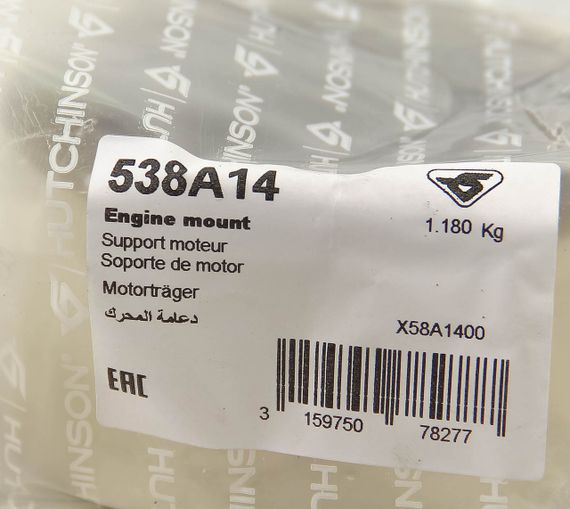 HUTCHINSON
538A14
1.180 Kg
Engine mount
Support moteur
Soporte de motor
Motorträger
دعامة المحرك
X58A1400
EAC
3 159750 78277